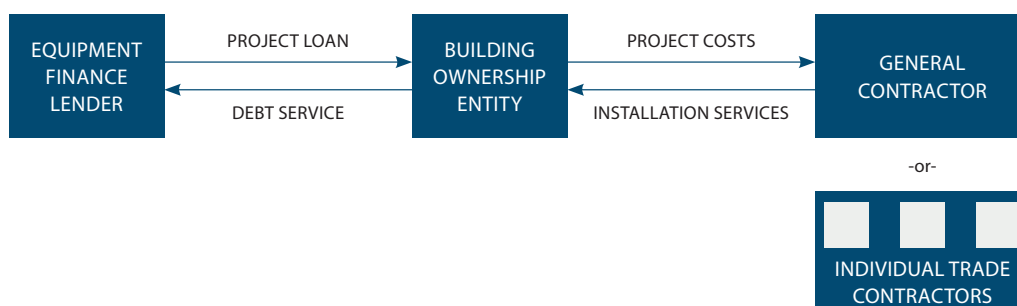 EQUIPMENT
FINANCE
LENDER
PROJECT LOAN
DEBT SERVICE
BUILDING
OWNERSHIP
ENTITY
PROJECT COSTS
INSTALLATION SERVICES
GENERAL
CONTRACTOR
-or-
INDIVIDUAL TRADE
CONTRACTORS